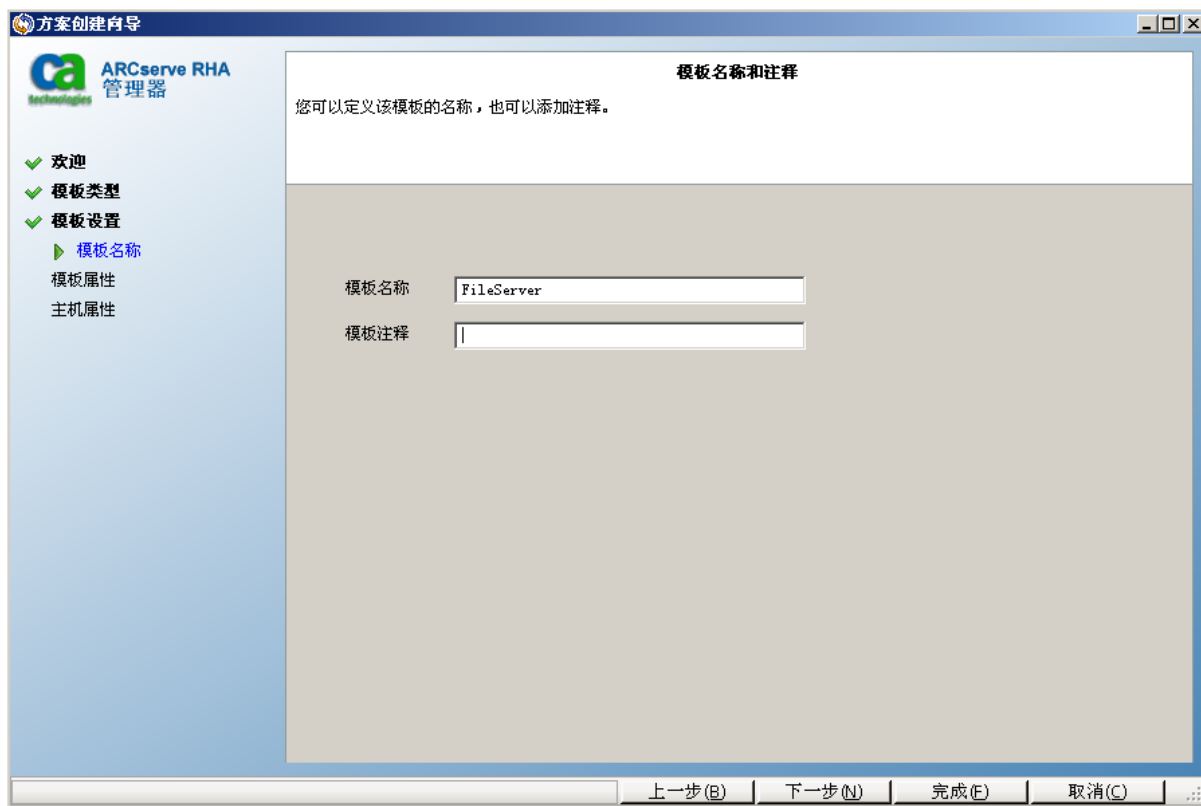 方案创建向导
ca
technologies
ARCserve RHA
管理器
欢迎
模板类型
模板设置
模板名称
模板属性
主机属性
模板名称和注释
您可以定义该模板的名称，也可以添加注释。
模板名称 FileServer
模板注释
上一步(B) 下一步(N) 完成(F) 取消(C)